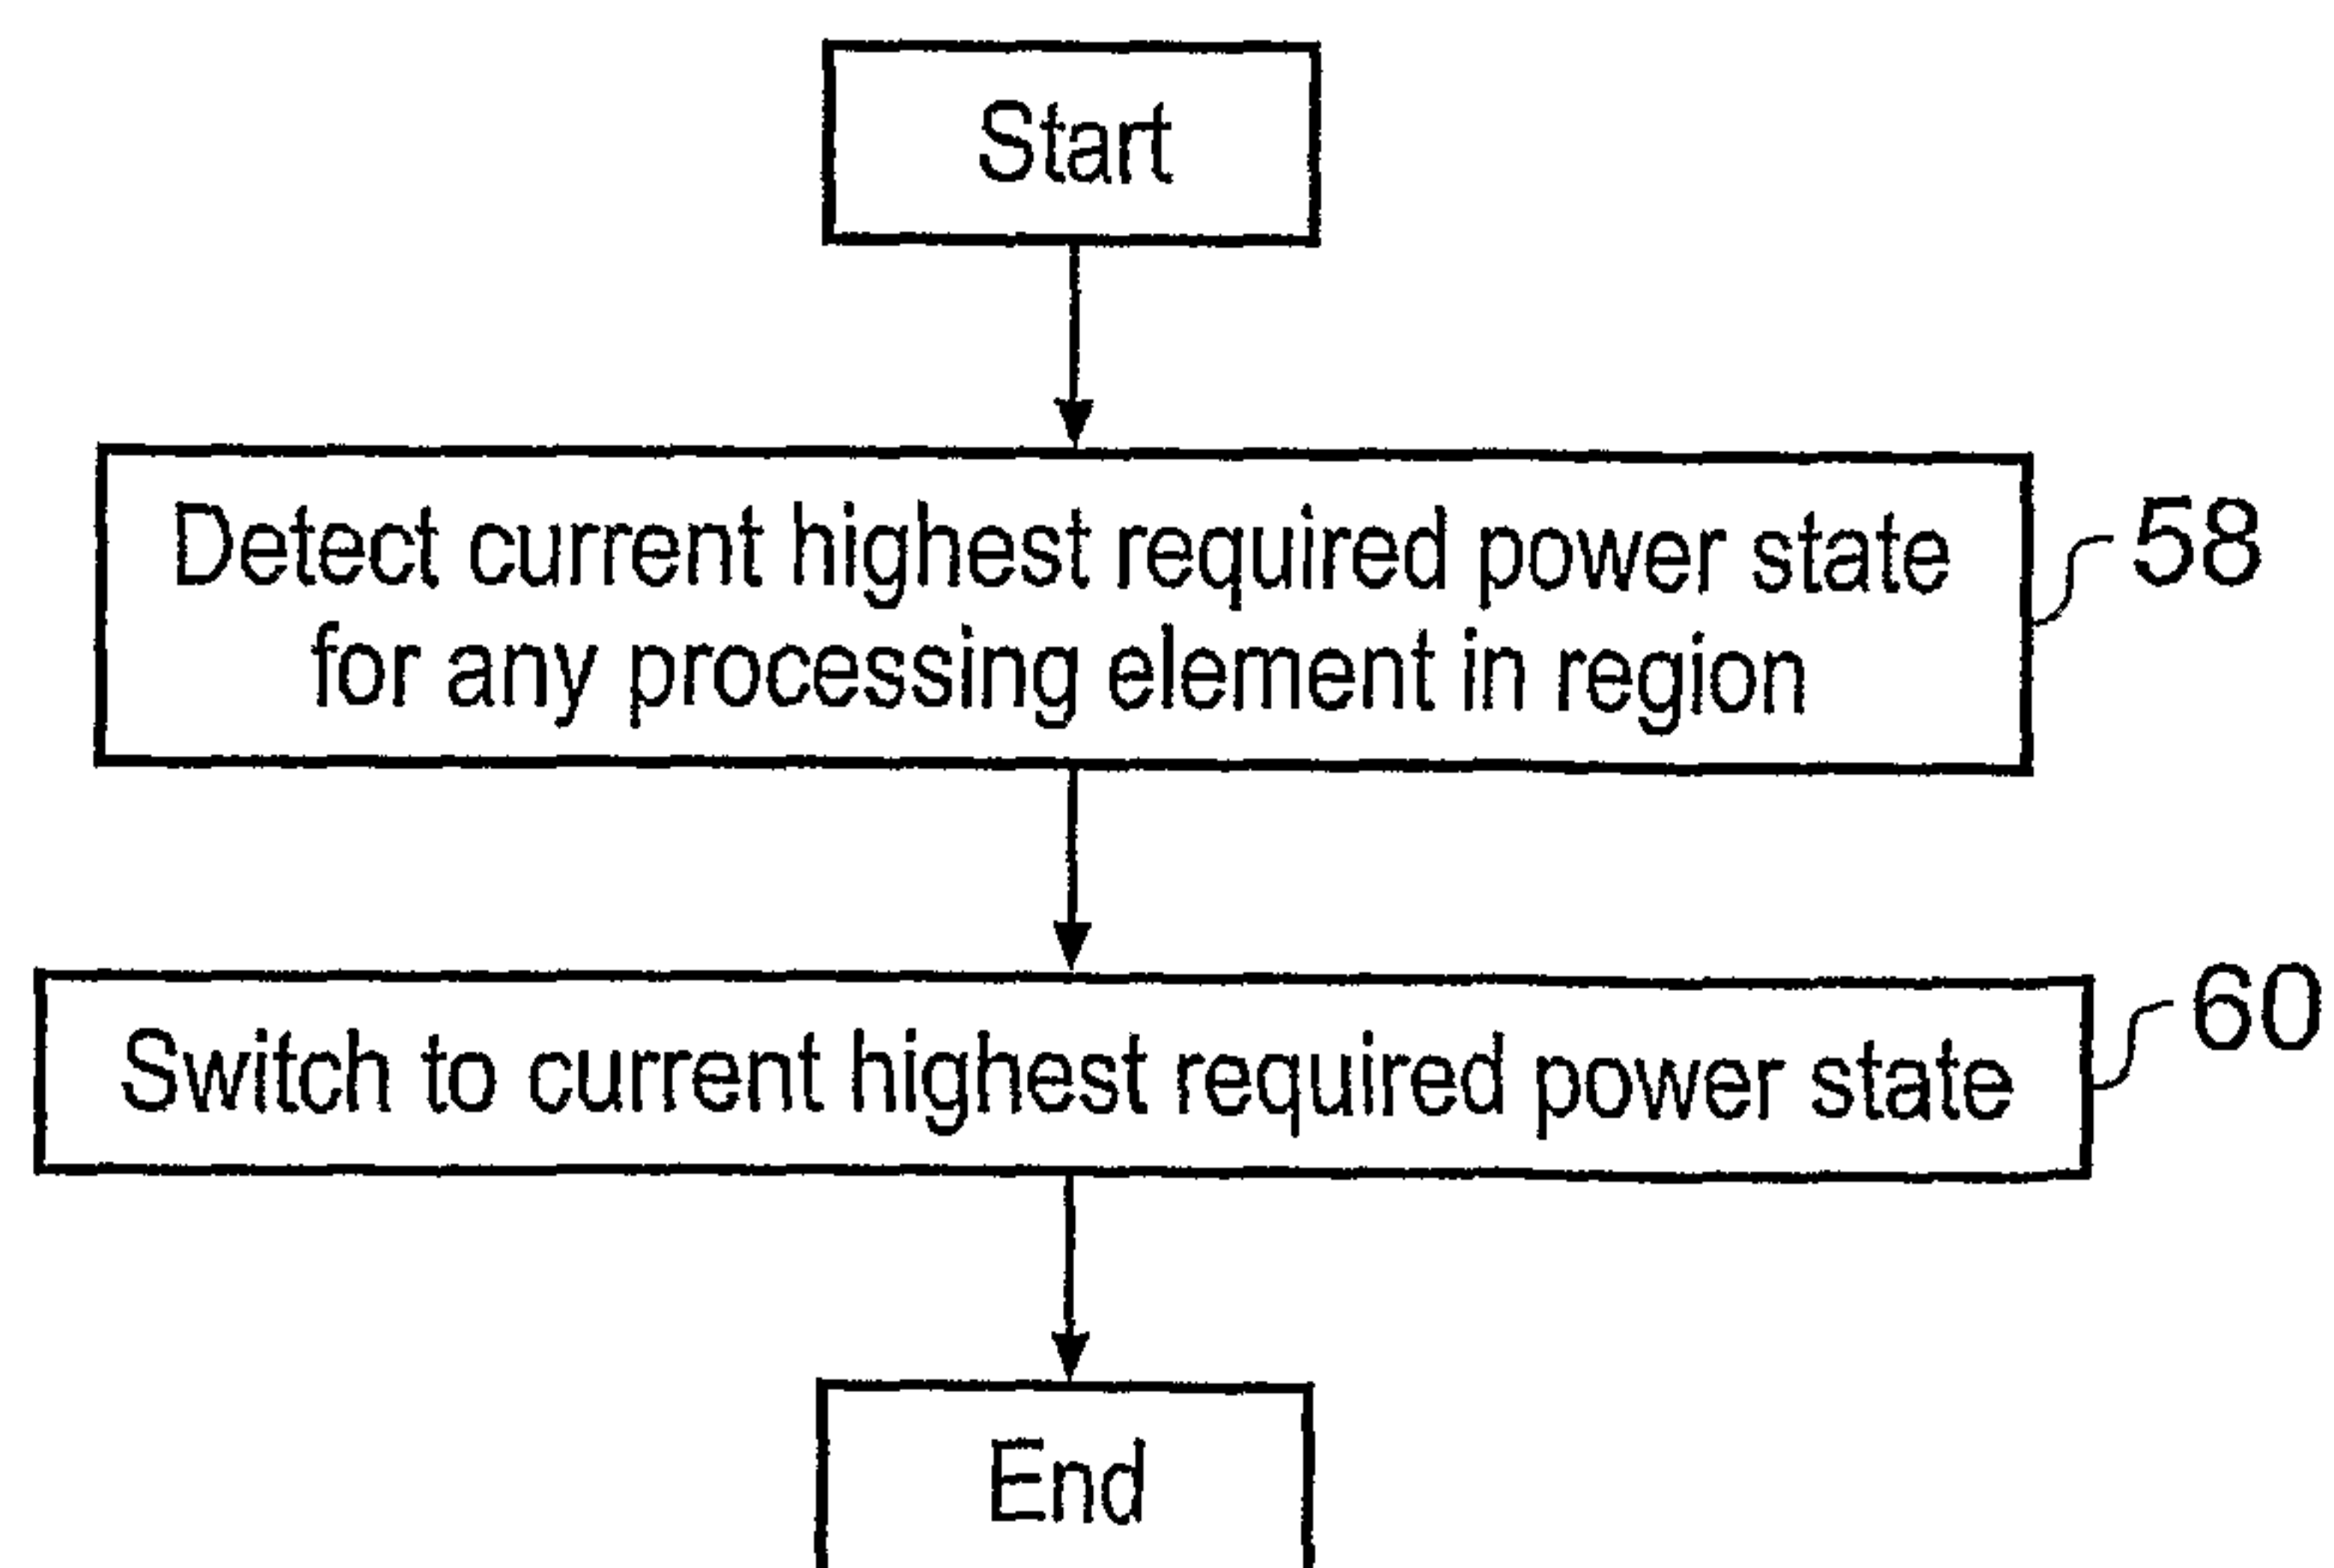 Start
Detect current highest required power state
for any processing element in region
58
Switch to current highest required power state
60
End